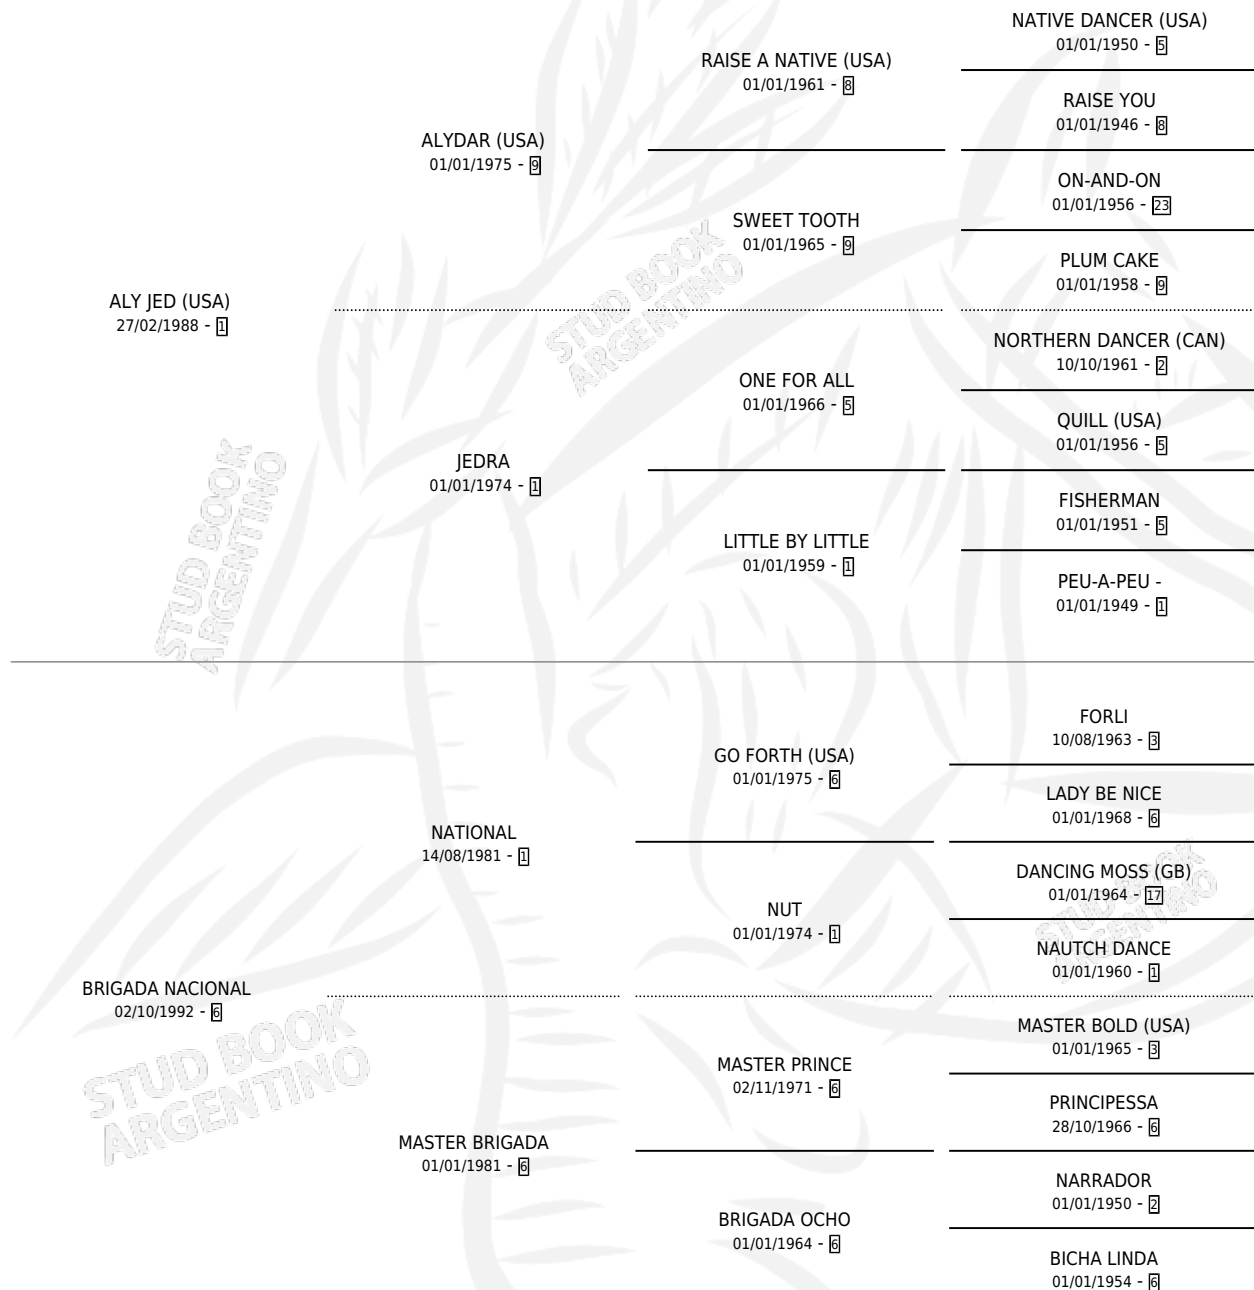 NATIVE DANCER (USA)
01/01/1950 - 5
RAISE A NATIVE (USA)
01/01/1961 - 8
RAISE YOU
01/01/1946 - 8
ALYDAR (USA)
01/01/1975 - 9
ON-AND-ON
01/01/1956 - 23
SWEET TOOTH
01/01/1965 - 9
PLUM CAKE
01/01/1958 - 9
ALY JED (USA)
27/02/1988 - 1
NORTHERN DANCER (CAN)
10/10/1961 - 2
ONE FOR ALL
01/01/1966 - 5
QUILL (USA)
01/01/1956 - 5
JEDRA
01/01/1974 - 1
FISHERMAN
01/01/1951 - 5
LITTLE BY LITTLE
01/01/1959 - 1
PEU-A-PEU -
01/01/1949 - 1
FORLI
10/08/1963 - 3
GO FORTH (USA)
01/01/1975 - 6
LADY BE NICE
01/01/1968 - 6
NATIONAL
14/08/1981 - 1
DANCING MOSS (GB)
01/01/1964 - 17
NUT
01/01/1974 - 1
NAUTCH DANCE
01/01/1960 - 1
BRIGADA NACIONAL
02/10/1992 - 6
MASTER BOLD (USA)
01/01/1965 - 3
MASTER PRINCE
02/11/1971 - 6
PRINCIPESSA
28/10/1966 - 6
MASTER BRIGADA
01/01/1981 - 6
NARRADOR
01/01/1950 - 2
BRIGADA OCHO
01/01/1964 - 6
BICHA LINDA
01/01/1954 - 6
STUD BOOK
ARGENTINO
STUD BOOK
ARGENTINO
STUD BOOK
ARGENTINO
STUD BOOK
ARGENTINO